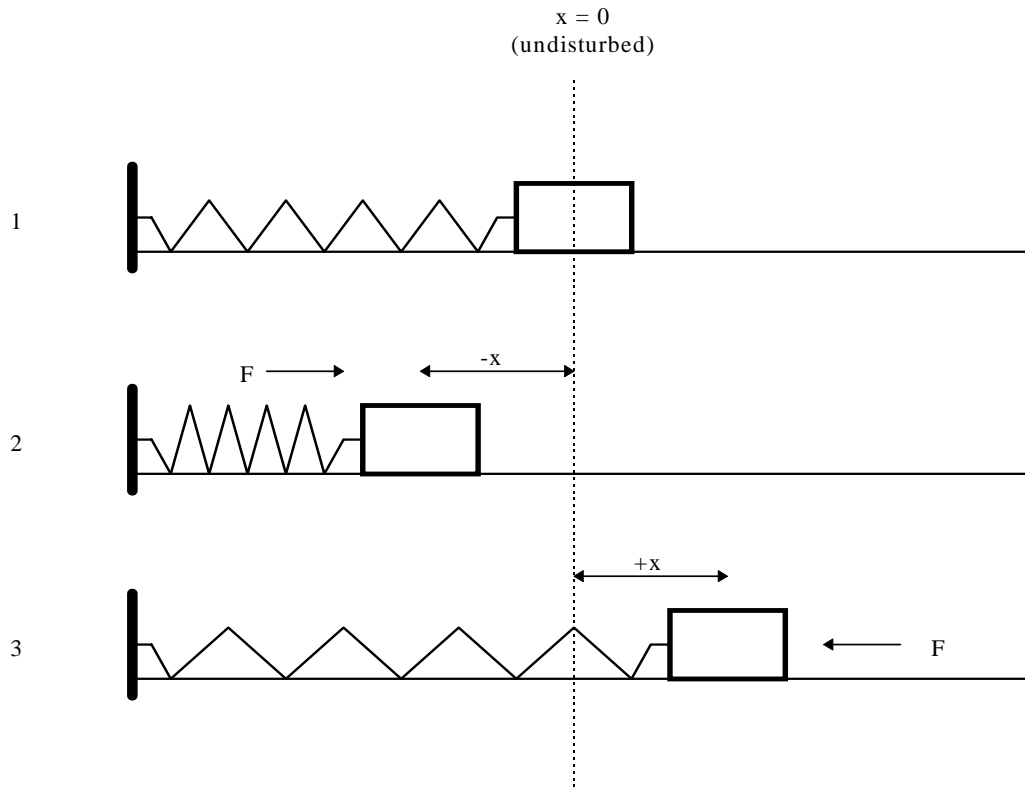 x = 0
(undisturbed)
1
-x
F
2
+x
3
F